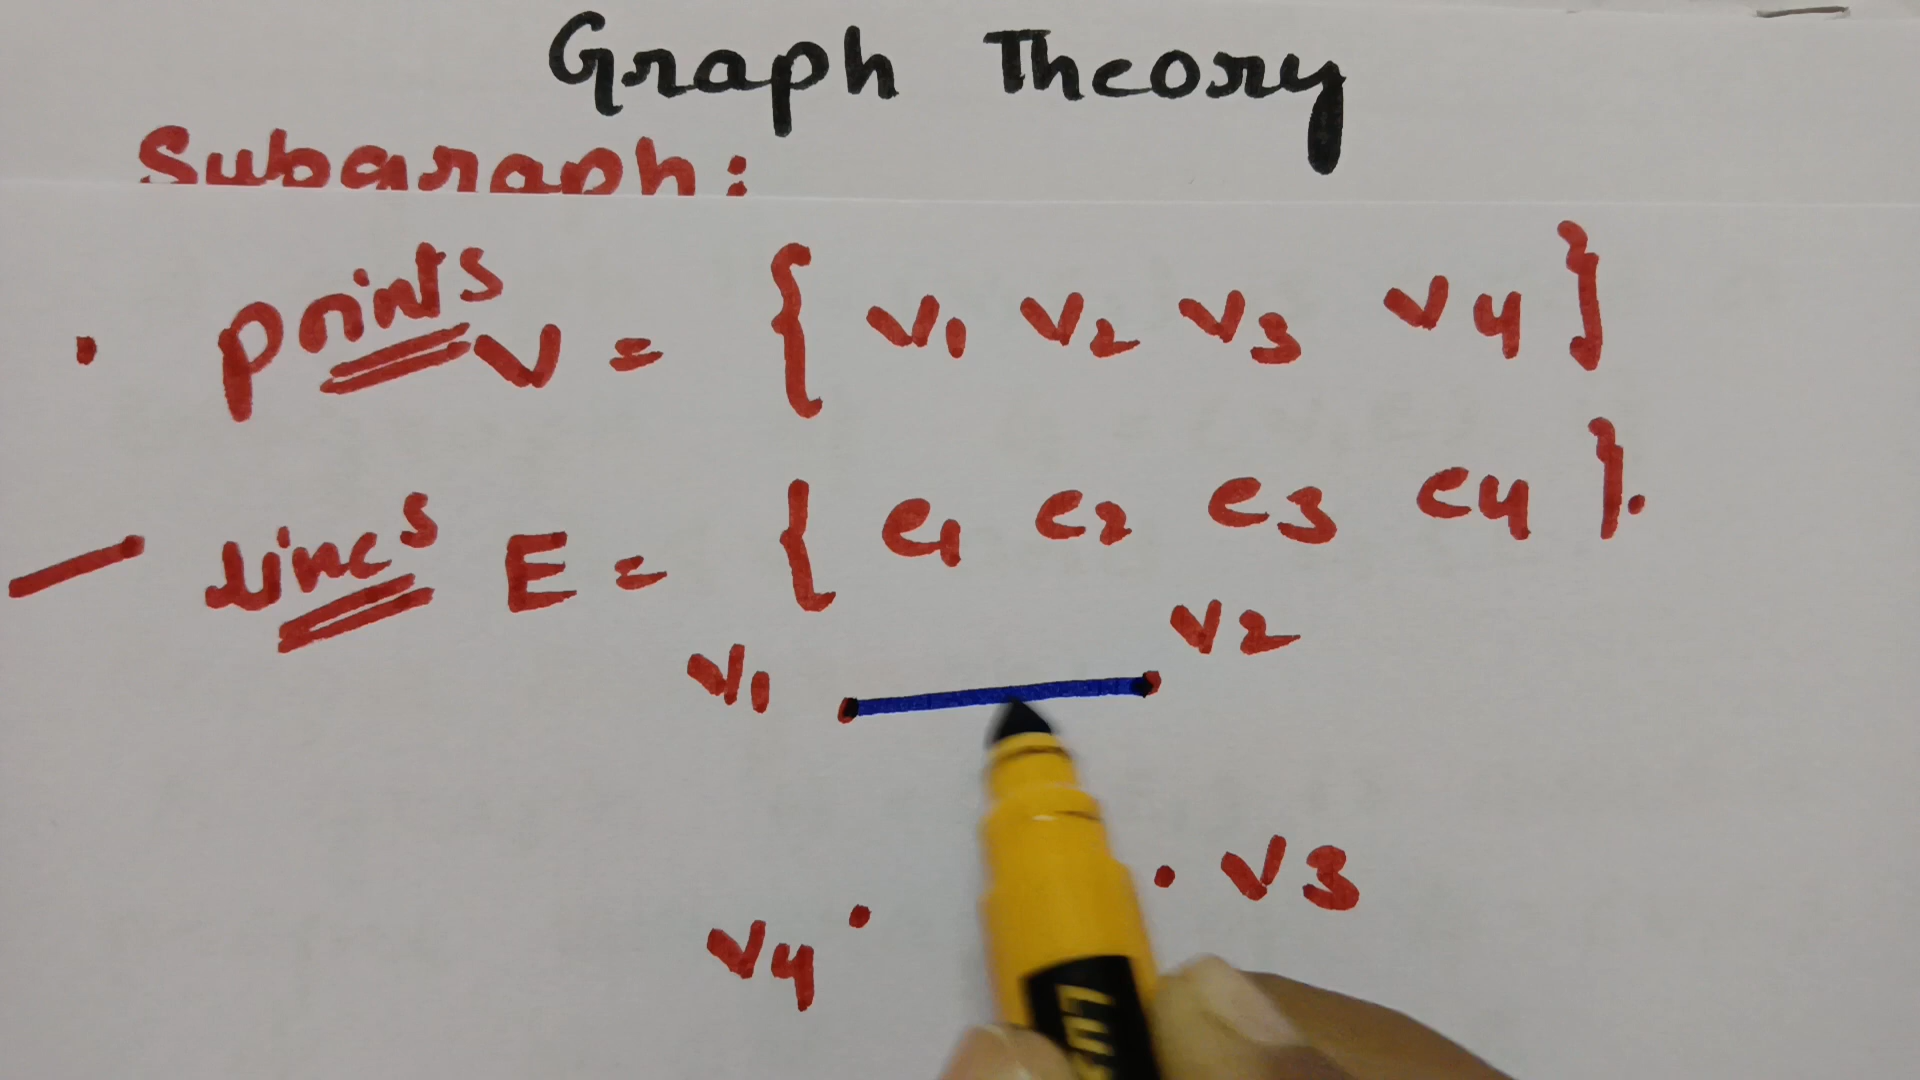 Graph Theory
Subgraph:
. points V = { V1 V2 V3 V4 }
— lines E = { e1 e2 e3 e4 }.
V1 V2
V4 . . V3